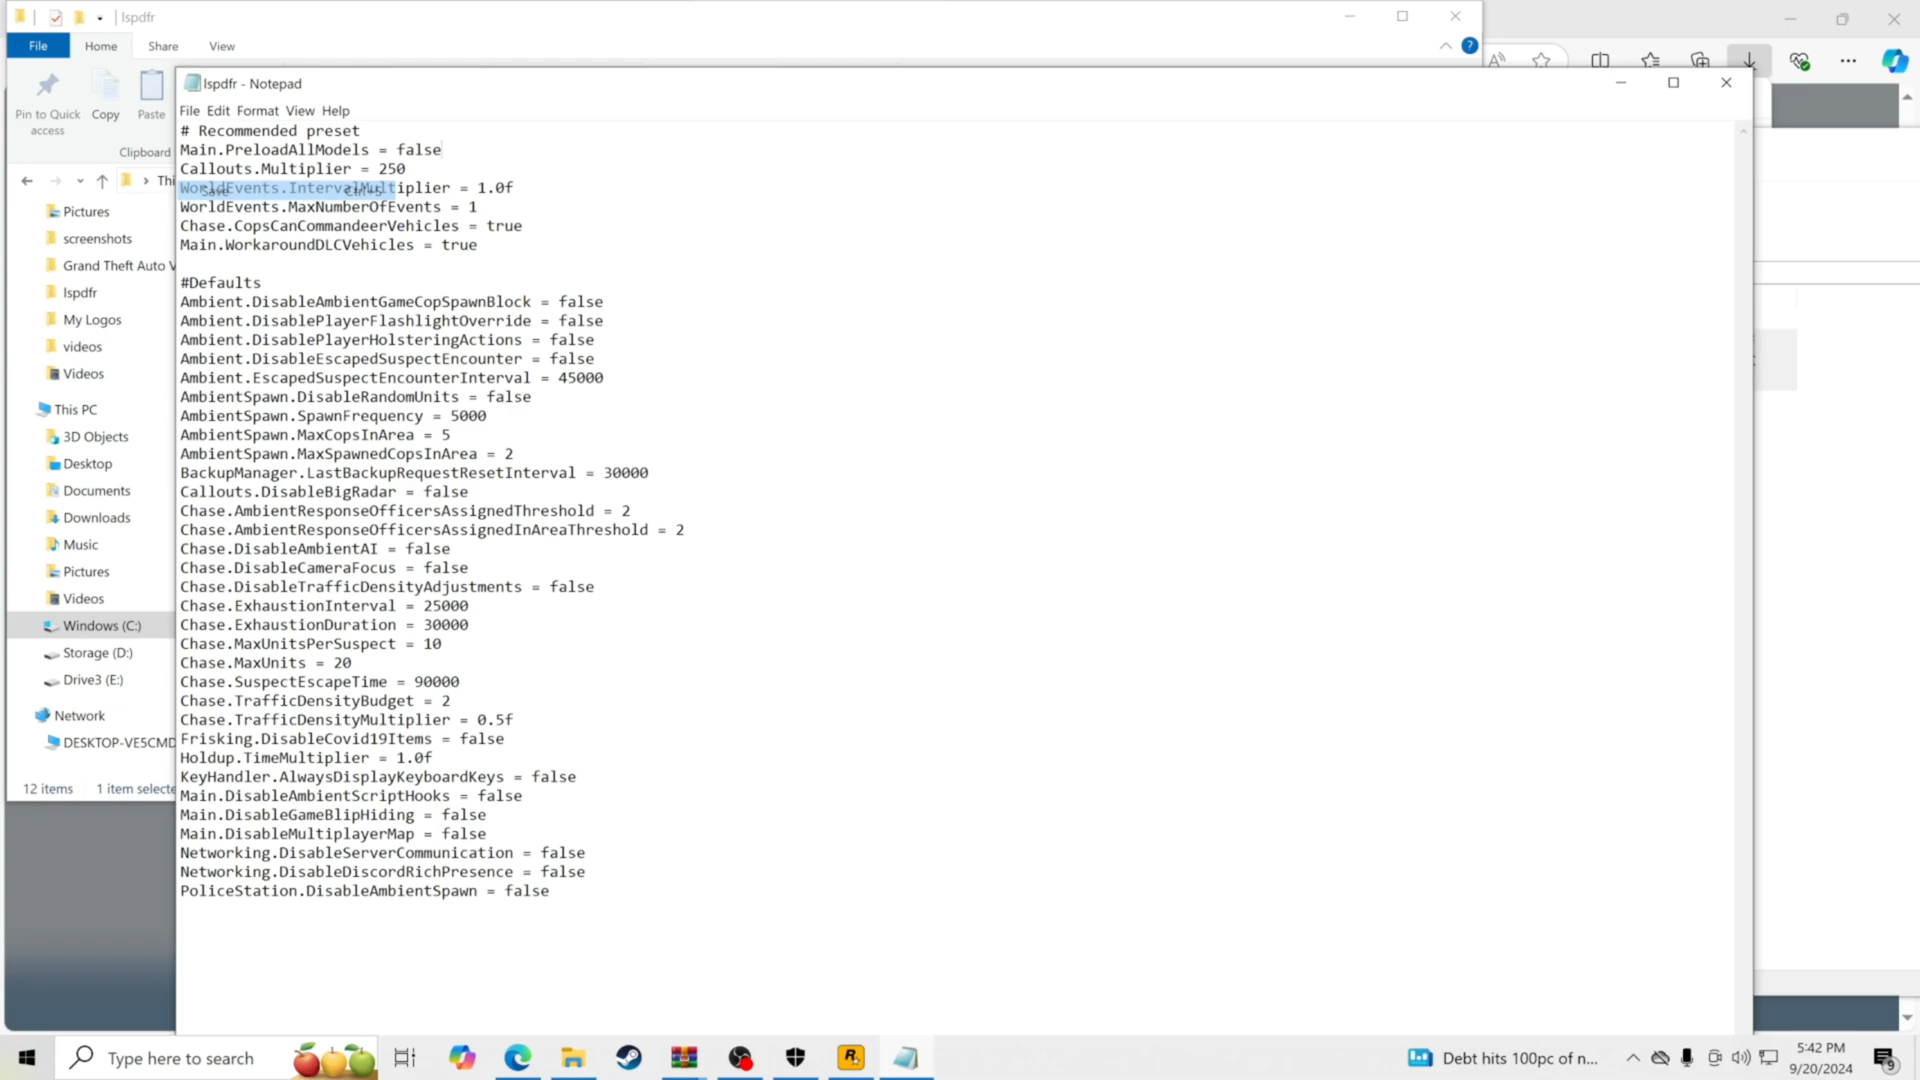 lspdfr
File Home Share View
Pin to Quick access
Copy
Paste
Clipboard
Thi
Pictures
screenshots
Grand Theft Auto V
lspdfr
My Logos
videos
Videos
This PC
3D Objects
Desktop
Documents
Downloads
Music
Pictures
Videos
Windows (C:)
Storage (D:)
Drive3 (E:)
Network
DESKTOP-VE5CMD
12 items 1 item selecte
lspdfr - Notepad
File Edit Format View Help
# Recommended preset
Main.PreloadAllModels = false
Callouts.Multiplier = 250
WorldEvents.IntervalMultiplier = 1.0f
Save Ctrl+S
WorldEvents.MaxNumberOfEvents = 1
Chase.CopsCanCommandeerVehicles = true
Main.WorkaroundDLCVehicles = true
#Defaults
Ambient.DisableAmbientGameCopSpawnBlock = false
Ambient.DisablePlayerFlashlightOverride = false
Ambient.DisablePlayerHolsteringActions = false
Ambient.DisableEscapedSuspectEncounter = false
Ambient.EscapedSuspectEncounterInterval = 45000
AmbientSpawn.DisableRandomUnits = false
AmbientSpawn.SpawnFrequency = 5000
AmbientSpawn.MaxCopsInArea = 5
AmbientSpawn.MaxSpawnedCopsInArea = 2
BackupManager.LastBackupRequestResetInterval = 30000
Callouts.DisableBigRadar = false
Chase.AmbientResponseOfficersAssignedThreshold = 2
Chase.AmbientResponseOfficersAssignedInAreaThreshold = 2
Chase.DisableAmbientAI = false
Chase.DisableCameraFocus = false
Chase.DisableTrafficDensityAdjustments = false
Chase.ExhaustionInterval = 25000
Chase.ExhaustionDuration = 30000
Chase.MaxUnitsPerSuspect = 10
Chase.MaxUnits = 20
Chase.SuspectEscapeTime = 90000
Chase.TrafficDensityBudget = 2
Chase.TrafficDensityMultiplier = 0.5f
Frisking.DisableCovid19Items = false
Holdup.TimeMultiplier = 1.0f
KeyHandler.AlwaysDisplayKeyboardKeys = false
Main.DisableAmbientScriptHooks = false
Main.DisableGameBlipHiding = false
Main.DisableMultiplayerMap = false
Networking.DisableServerCommunication = false
Networking.DisableDiscordRichPresence = false
PoliceStation.DisableAmbientSpawn = false
Type here to search
Debt hits 100pc of n...
5:42 PM
9/20/2024
9